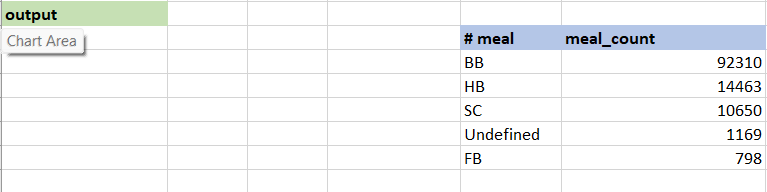 output
Chart Area
# meal meal_count
BB 92310
HB 14463
SC 10650
Undefined 1169
FB 798